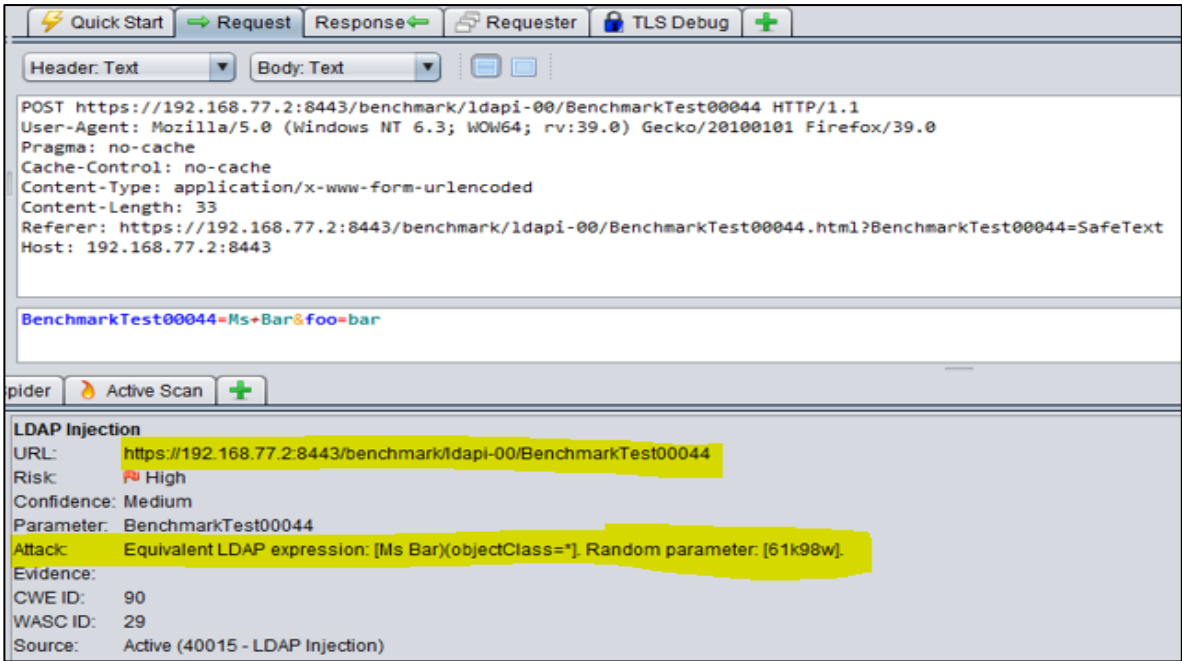 Quick Start Request Response Requester TLS Debug
Header: Text Body: Text
POST https://192.168.77.2:8443/benchmark/ldapi-00/BenchmarkTest00044 HTTP/1.1
User-Agent: Mozilla/5.0 (Windows NT 6.3; WOW64; rv:39.0) Gecko/20100101 Firefox/39.0
Pragma: no-cache
Cache-Control: no-cache
Content-Type: application/x-www-form-urlencoded
Content-Length: 33
Referer: https://192.168.77.2:8443/benchmark/ldapi-00/BenchmarkTest00044.html?BenchmarkTest00044=SafeText
Host: 192.168.77.2:8443
BenchmarkTest00044=Ms+Bar&foo=bar
pider Active Scan
LDAP Injection
URL: https://192.168.77.2:8443/benchmark/ldapi-00/BenchmarkTest00044
Risk: High
Confidence: Medium
Parameter: BenchmarkTest00044
Attack: Equivalent LDAP expression: [Ms Bar)(objectClass=*]. Random parameter: [61k98w].
Evidence:
CWE ID: 90
WASC ID: 29
Source: Active (40015 - LDAP Injection)